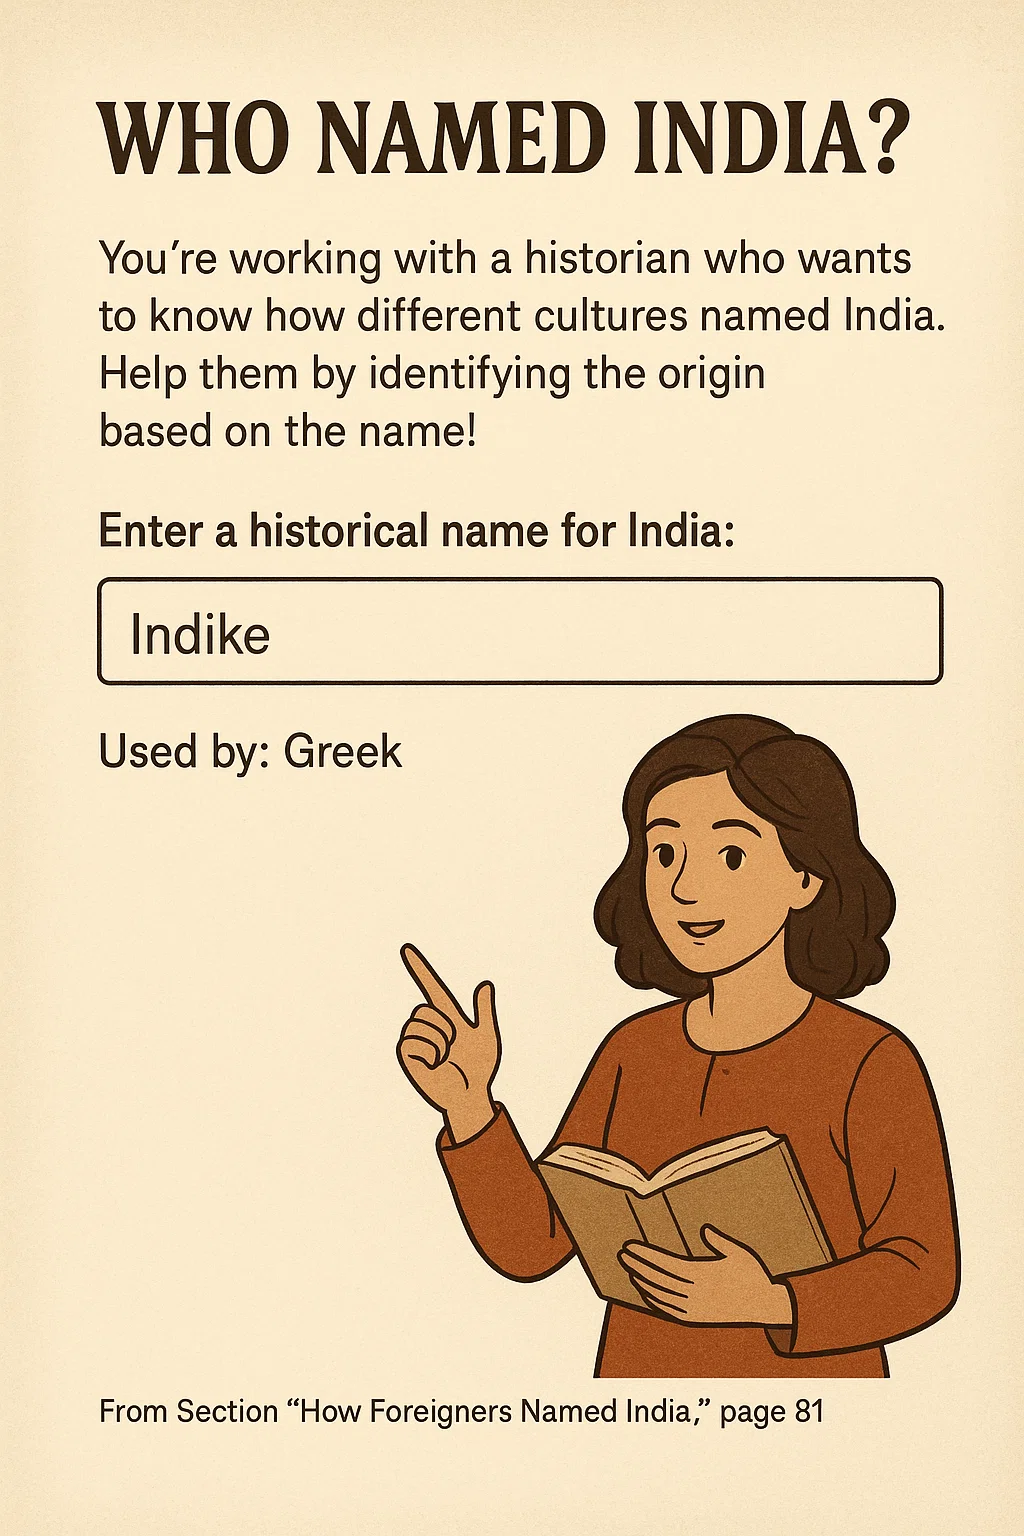 WHO NAMED INDIA?
You’re working with a historian who wants
to know how different cultures named India.
Help them by identifying the origin
based on the name!
Enter a historical name for India:
Indike
Used by: Greek
From Section “How Foreigners Named India,” page 81